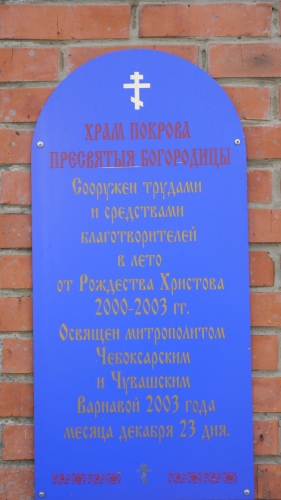 ХРАМ ПОКРОВА
ПРЕСВЯТЫЯ БОГОРОДИЦЫ
Сооружен трудами
и средствами
благотворителей
в лето
от Рождества Христова
2000-2003 гг.
Освящен митрополитом
Чебоксарским
и Чувашским
Варнавой 2003 года
месяца декабря 23 дня.